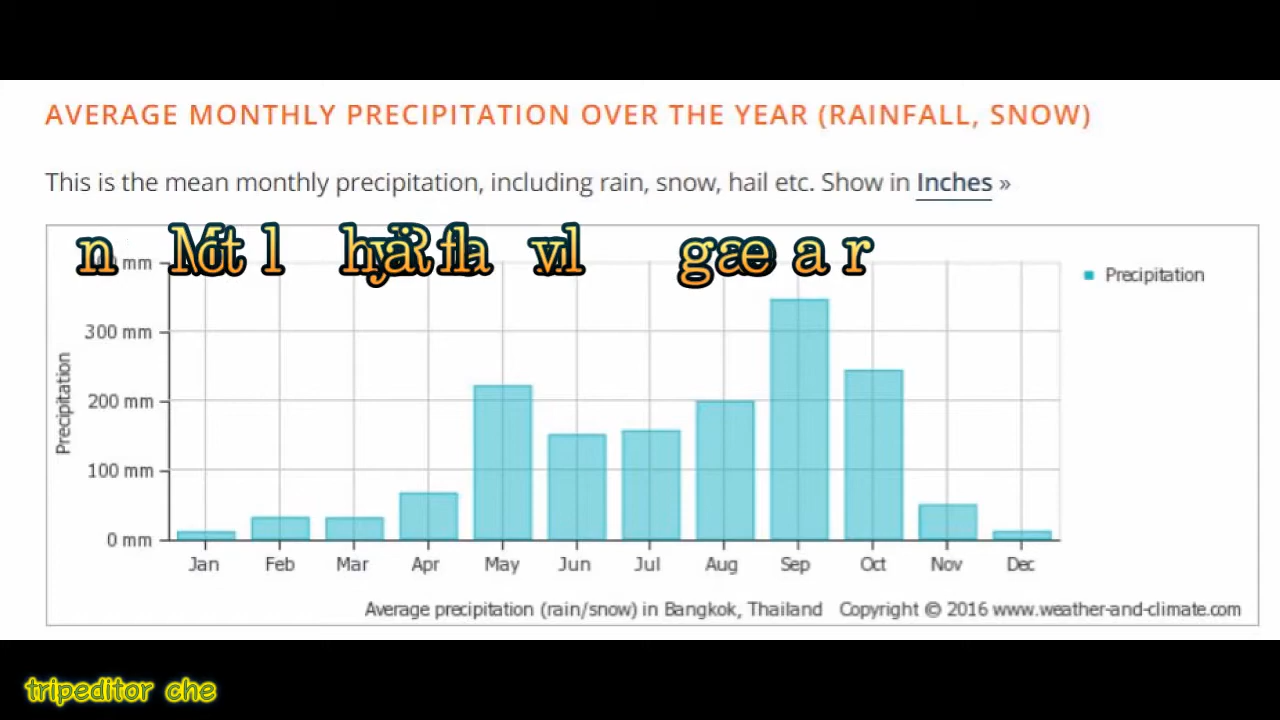 AVERAGE MONTHLY PRECIPITATION OVER THE YEAR (RAINFALL, SNOW)
This is the mean monthly precipitation, including rain, snow, hail etc. Show in Inches »
mm
Precipitation
300 mm
200 mm
100 mm
0 mm
Precipitation
Jan Feb Mar Apr May Jun Jul Aug Sep Oct Nov Dec
Average precipitation (rain/snow) in Bangkok, Thailand Copyright © 2016 www.weather-and-climate.com
tripeditor che